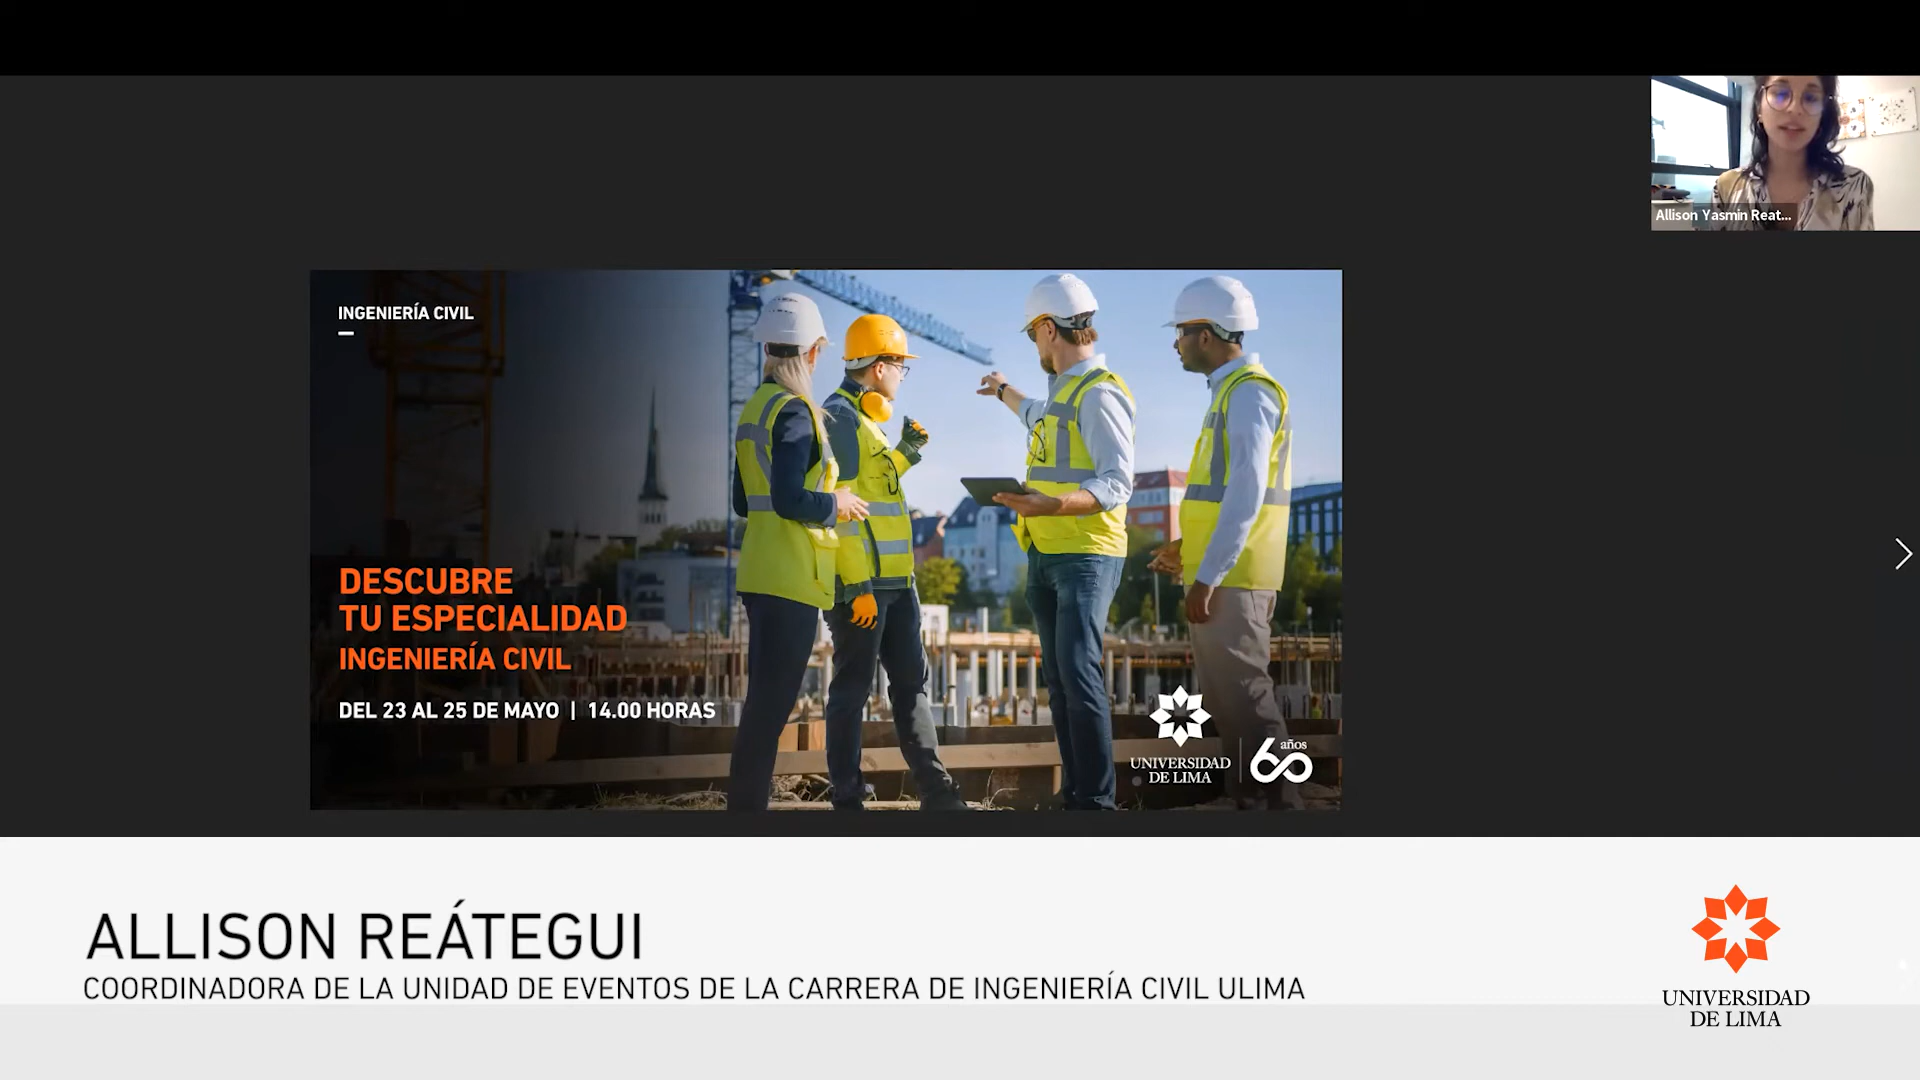 Allison Yasmin Reat...
INGENIERÍA CIVIL
DESCUBRE
TU ESPECIALIDAD
INGENIERÍA CIVIL
DEL 23 AL 25 DE MAYO | 14.00 HORAS
UNIVERSIDAD
DE LIMA
60 años
ALLISON REÁTEGUI
COORDINADORA DE LA UNIDAD DE EVENTOS DE LA CARRERA DE INGENIERÍA CIVIL ULIMA
UNIVERSIDAD
DE LIMA